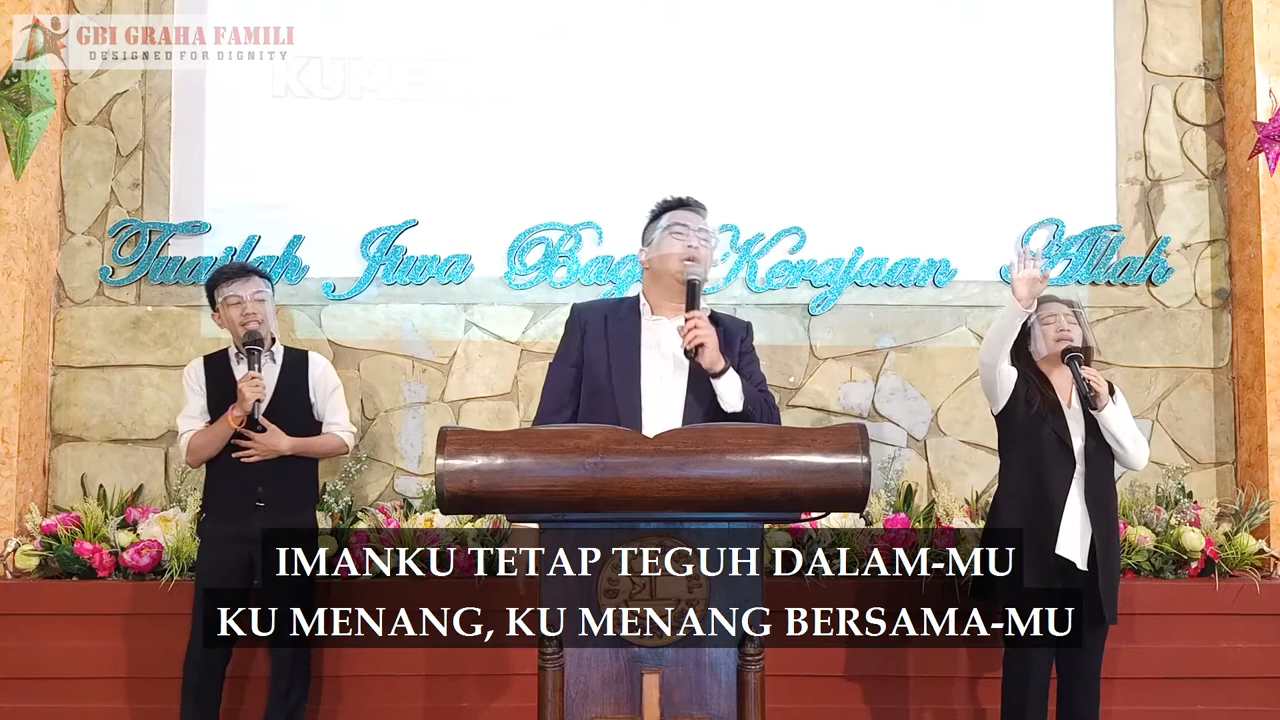 GBI GRAHA FAMILI
DESIGNED FOR DIGNITY
Tuailah Jiwa Bagi Kerajaan Allah
IMANKU TETAP TEGUH DALAM-MU
KU MENANG, KU MENANG BERSAMA-MU